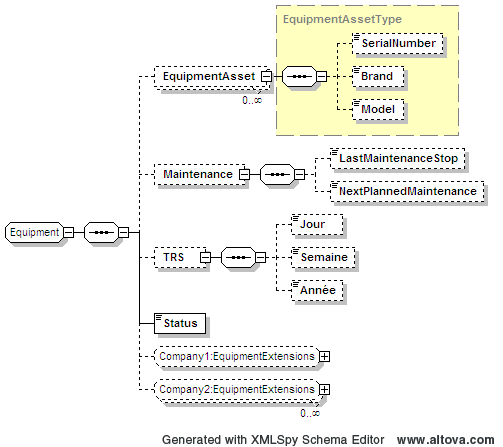 EquipmentAssetType
SerialNumber
EquipmentAsset
Brand
0..∞
Model
LastMaintenanceStop
Maintenance
NextPlannedMaintenance
Jour
Equipment
TRS
Semaine
Année
Status
Company1:EquipmentExtensions
Company2:EquipmentExtensions
0..∞
Generated with XMLSpy Schema Editor www.altova.com